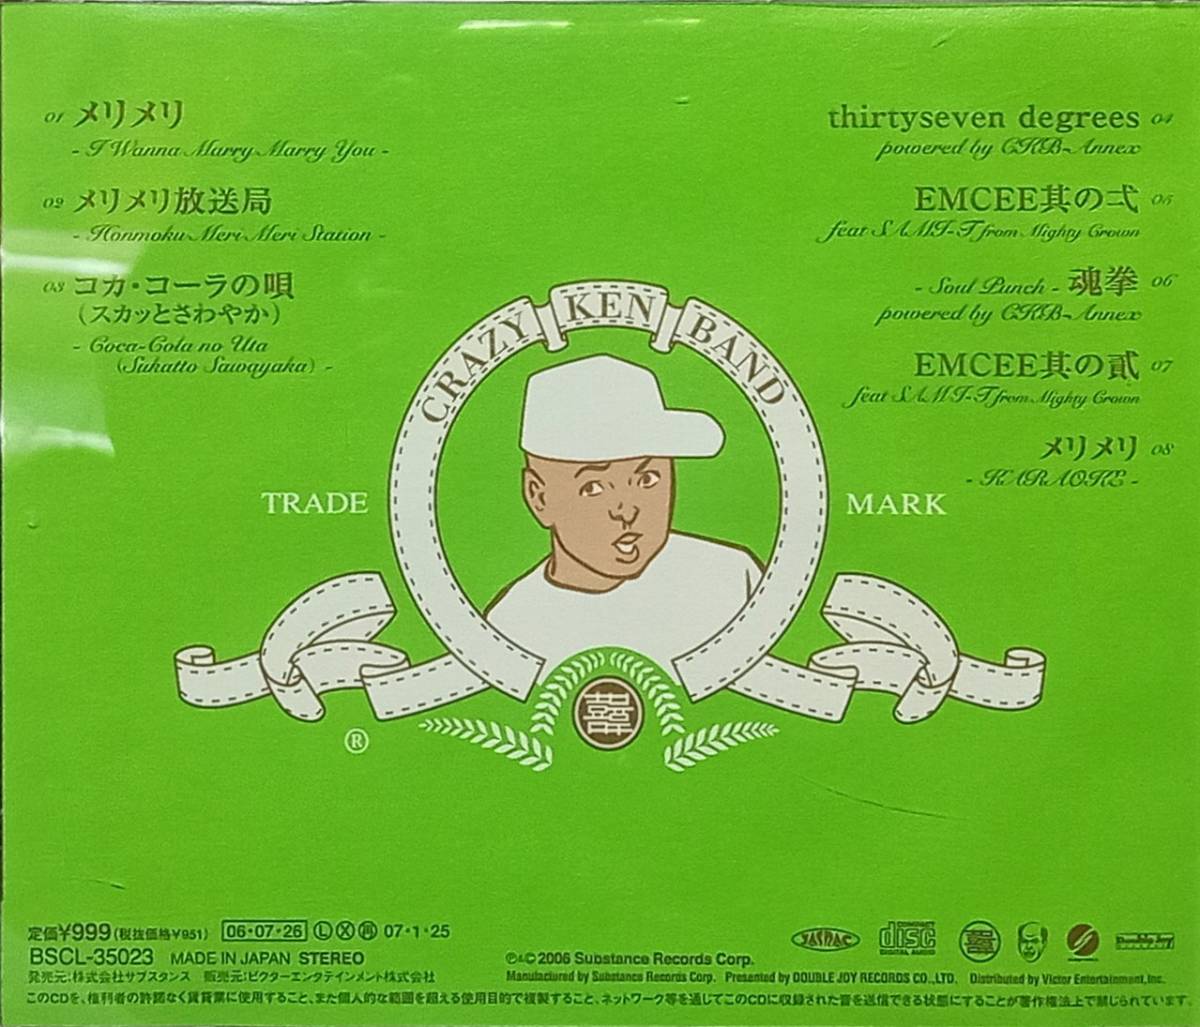 01 メリメリ
- I Wanna Marry Marry You -
02 メリメリ放送局
- Honmoku Meri Meri Station -
03 コカ・コーラの唄
(スカッとさわやか)
- Coca-Cola no Uta
(Sukatto Sawayaka) -
thirtyseven degrees 04
powered by CKB-Annex
EMCEE其の弍 05
feat SAMI-T from Mighty Crown
- Soul Punch - 魂拳 06
powered by CKB-Annex
EMCEE其の貳 07
feat SAMI-T from Mighty Crown
メリメリ 08
- KARAOKE -
CRAZY KEN BAND
TRADE MARK
®
定価¥999(税抜価格¥951) 06・07・26 Ⓛ Ⓧ ㊢ 07・1・25
BSCL-35023 MADE IN JAPAN STEREO
発売元:株式会社サブスタンス 販売元:ビクターエンタテインメント株式会社
JASRAC
COMPACT disc DIGITAL AUDIO
Double Joy
℗&©2006 Substance Records Corp.
Manufactured by Substance Records Corp. Presented by DOUBLE JOY RECORDS CO.,LTD. Distributed by Victor Entertainment,Inc.
このCDを、権利者の許諾なく賃貸業に使用すること、また個人的な範囲を超える使用目的で複製すること、ネットワーク等を通じてこのCDに収録された音を送信できる状態にすることが著作権法上で禁じられています。